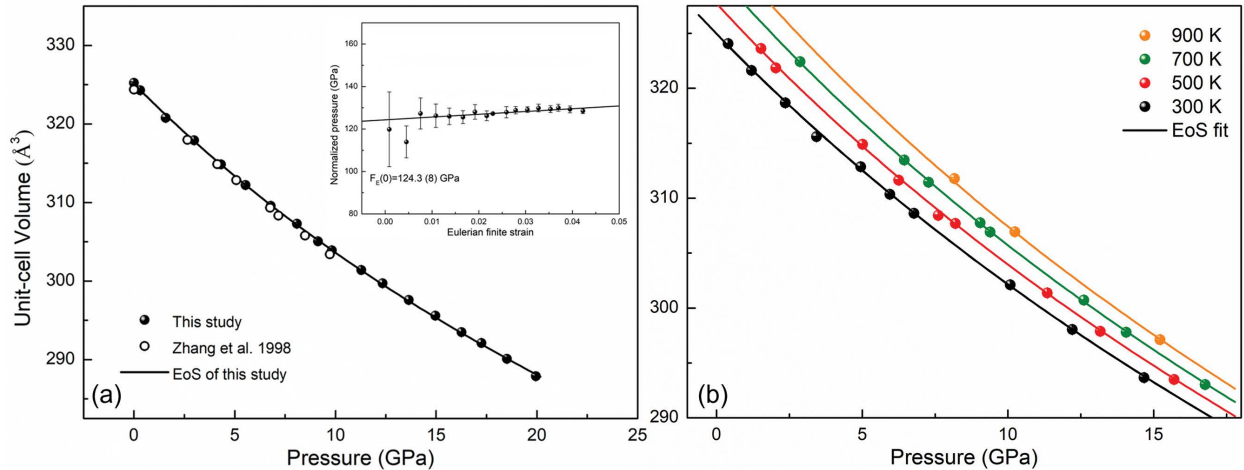 330
320
310
300
290
Unit-cell Volume (Å³)
0
5
10
15
20
25
Pressure (GPa)
This study
Zhang et al. 1998
EoS of this study
(a)
160
140
120
100
80
Normalized pressure (GPa)
F_E(0)=124.3 (8) GPa
0.00
0.01
0.02
0.03
0.04
0.05
Eulerian finite strain
320
310
300
290
0
5
10
15
Pressure (GPa)
900 K
700 K
500 K
300 K
EoS fit
(b)